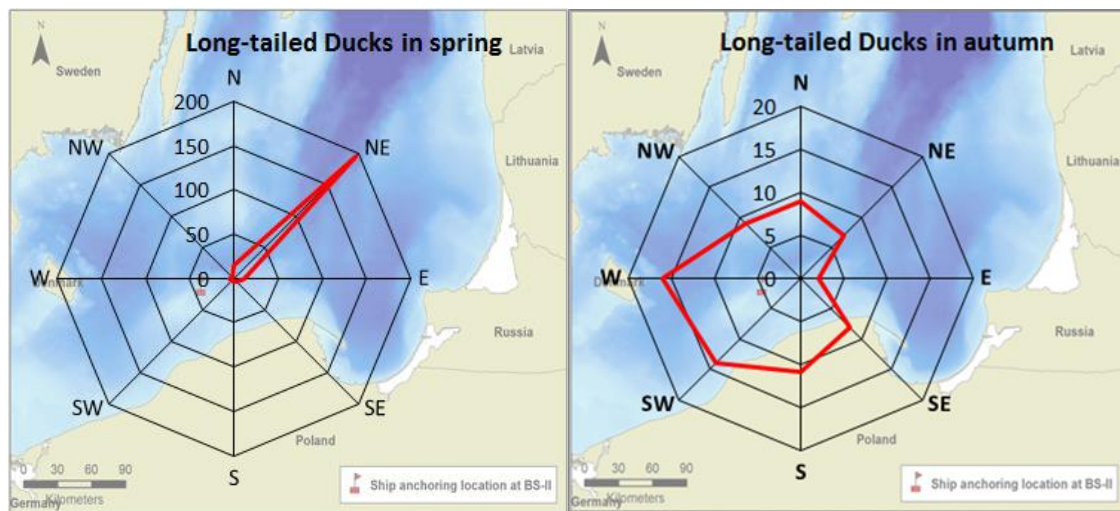 Long-tailed Ducks in spring
N
Sweden
Latvia
Lithuania
Russia
Poland
Germany
N
200
150
100
50
0
NW
NE
W
E
SW
SE
S
0 30 60 90
Kilometers
Ship anchoring location at BS-II
Long-tailed Ducks in autumn
N
Sweden
Latvia
Lithuania
Russia
Poland
Germany
N
20
15
10
5
0
NW
NE
W
E
SW
SE
S
0 30 60 90
Kilometers
Ship anchoring location at BS-II